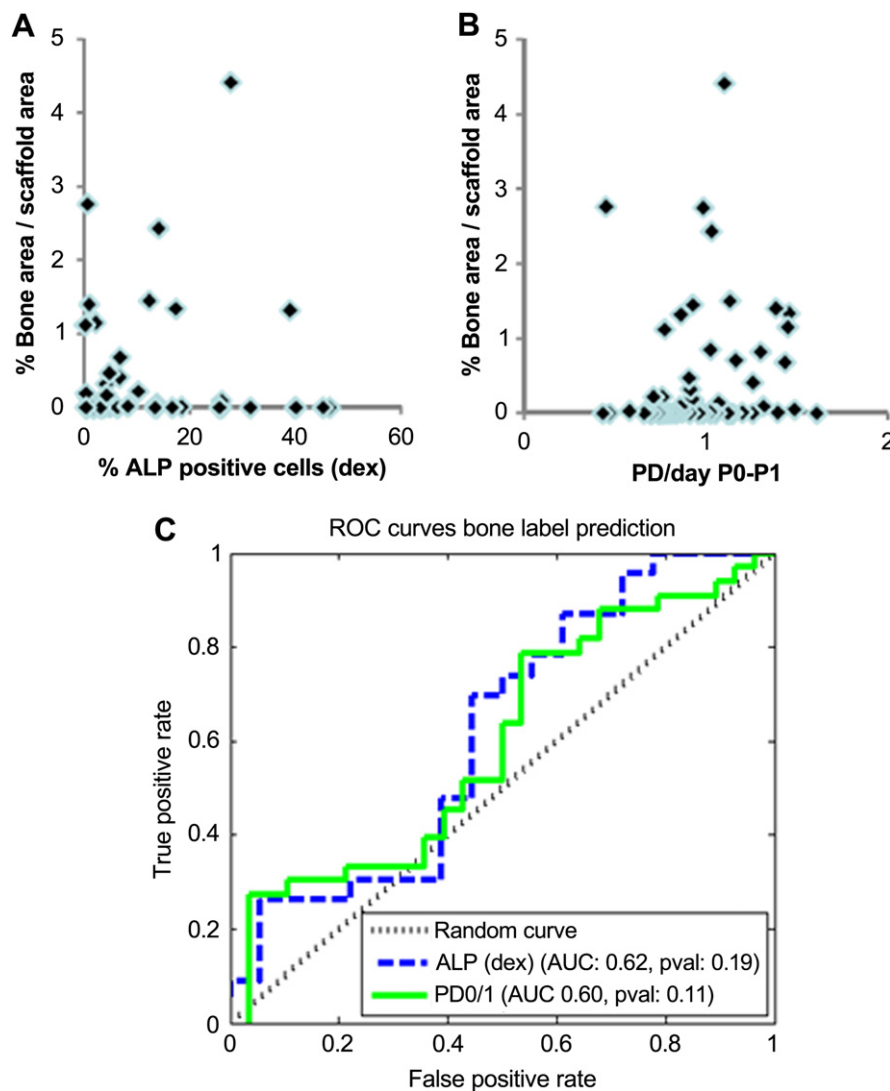 A
5
4
3
2
1
0
0 20 40 60
% Bone area / scaffold area
% ALP positive cells (dex)
B
5
4
3
2
1
0
0 1 2
% Bone area / scaffold area
PD/day P0-P1
C
ROC curves bone label prediction
1
0.8
0.6
0.4
0.2
0
0 0.2 0.4 0.6 0.8 1
True positive rate
False positive rate
Random curve
ALP (dex) (AUC: 0.62, pval: 0.19)
PD0/1 (AUC 0.60, pval: 0.11)